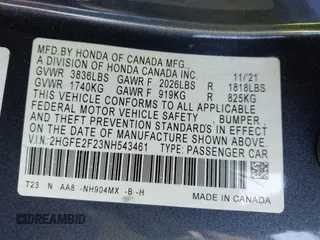 MFD.BY HONDA OF CANADA MFG.,
A DIVISION OF HONDA CANADA INC. 11/21
GVWR 3836LBS GAWR F 2026LBS R 1818LBS
GVWR 1740KG GAWR F 919KG R 825KG
THIS VEHICLE CONFORMS TO ALL APPLICABLE
FEDERAL MOTOR VEHICLE SAFETY, BUMPER,
AND THEFT PREVENTION STANDARDS IN EFFECT
ON THE DATE OF MANUFACTURE SHOWN ABOVE.
V.I.N.:2HGFE2F23NH543461 TYPE:PASSENGER CAR
T23 N AA8 -NH904MX -B -H
MADE IN CANADA
DREAMBID